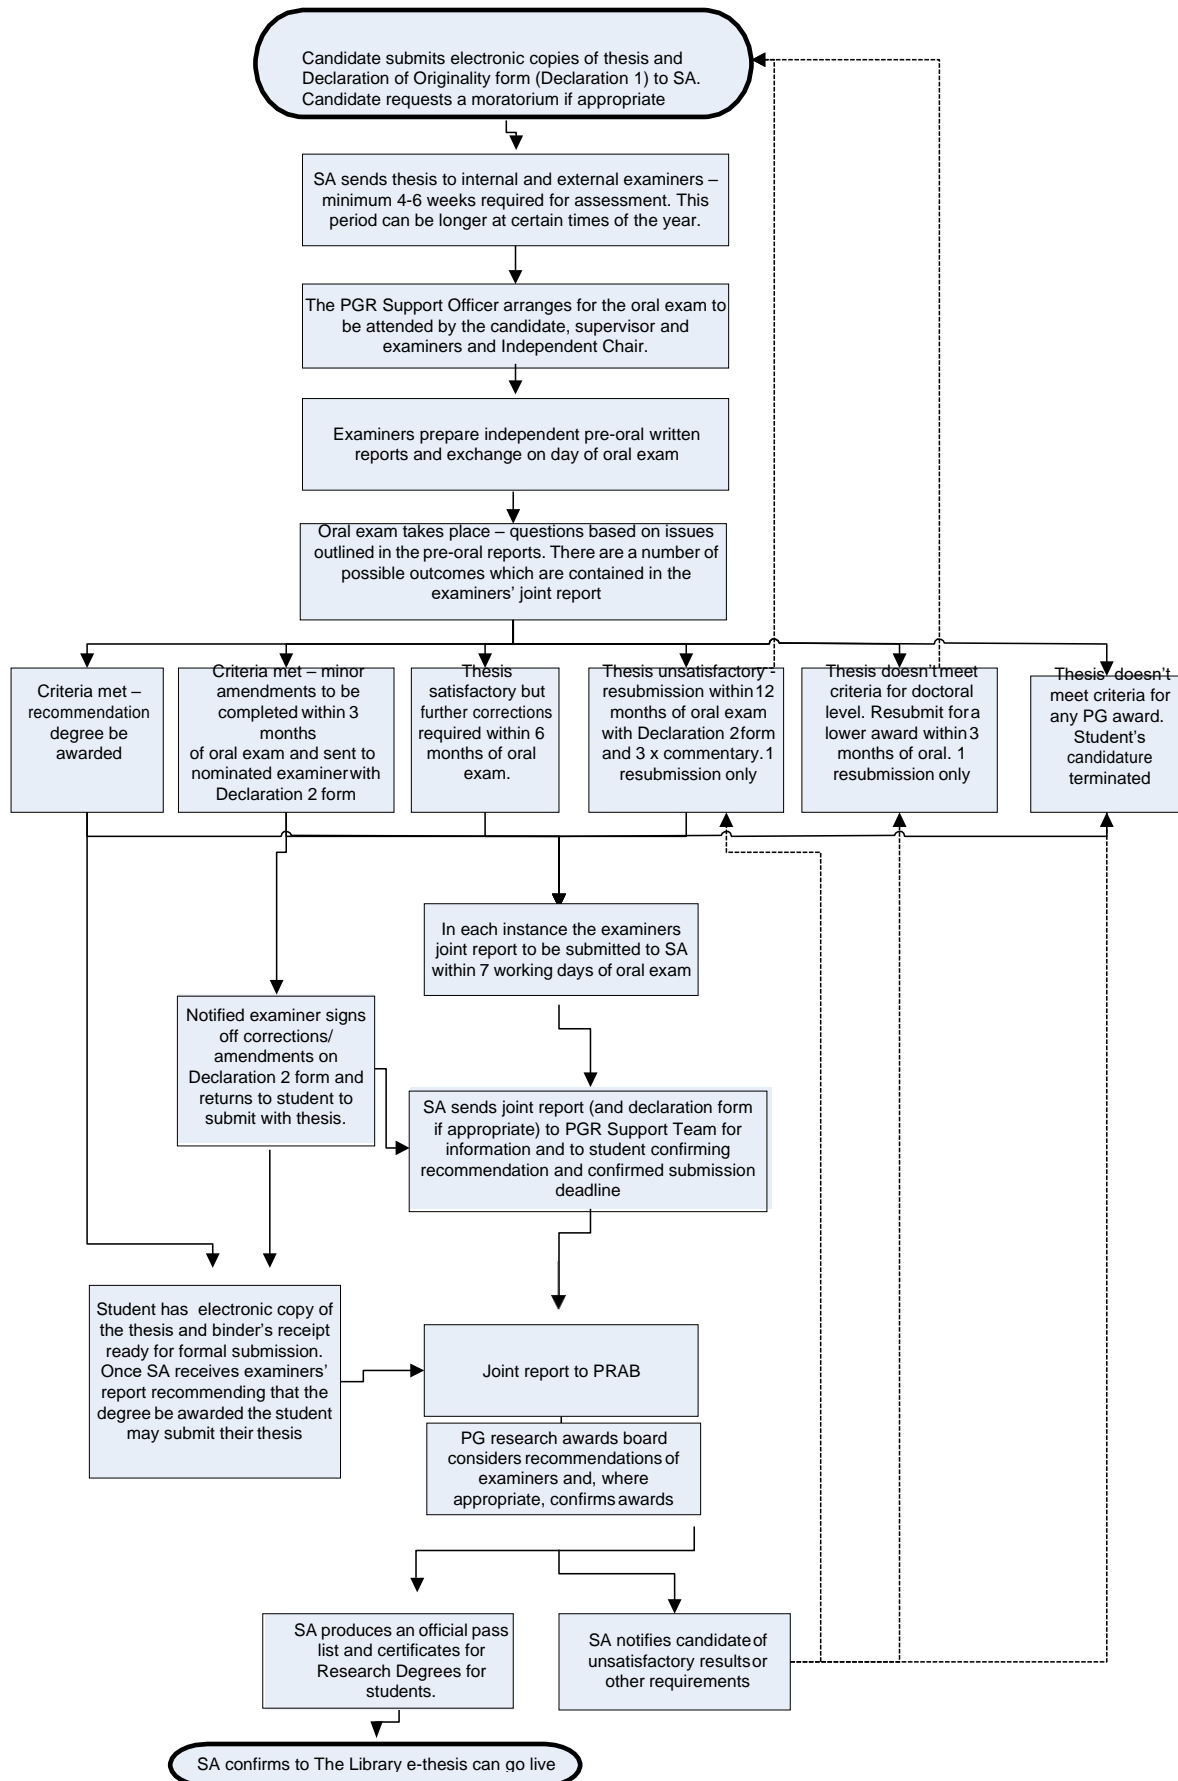 Candidate submits electronic copies of thesis and
Declaration of Originality form (Declaration 1) to SA.
Candidate requests a moratorium if appropriate
SA sends thesis to internal and external examiners –
minimum 4-6 weeks required for assessment. This
period can be longer at certain times of the year.
The PGR Support Officer arranges for the oral exam to
be attended by the candidate, supervisor and
examiners and Independent Chair.
Examiners prepare independent pre-oral written
reports and exchange on day of oral exam
Oral exam takes place – questions based on issues
outlined in the pre-oral reports. There are a number of
possible outcomes which are contained in the
examiners' joint report
Criteria met –
recommendation
degree be
awarded
Criteria met – minor
amendments to be
completed within 3
months
of oral exam and sent to
nominated examiner with
Declaration 2 form
Thesis
satisfactory but
further corrections
required within 6
months of oral
exam.
Thesis unsatisfactory -
resubmission within 12
months of oral exam
with Declaration 2 form
and 3 x commentary. 1
resubmission only
Thesis doesn't meet
criteria for doctoral
level. Resubmit for a
lower award within 3
months of oral. 1
resubmission only
Thesis doesn't
meet criteria for
any PG award.
Student's
candidature
terminated
In each instance the examiners
joint report to be submitted to SA
within 7 working days of oral exam
Notified examiner signs
off corrections/
amendments on
Declaration 2 form and
returns to student to
submit with thesis.
SA sends joint report (and declaration form
if appropriate) to PGR Support Team for
information and to student confirming
recommendation and confirmed submission
deadline
Student has electronic copy of
the thesis and binder's receipt
ready for formal submission.
Once SA receives examiners'
report recommending that the
degree be awarded the student
may submit their thesis
Joint report to PRAB
PG research awards board
considers recommendations of
examiners and, where
appropriate, confirms awards
SA produces an official pass
list and certificates for
Research Degrees for
students.
SA notifies candidate of
unsatisfactory results or
other requirements
SA confirms to The Library e-thesis can go live